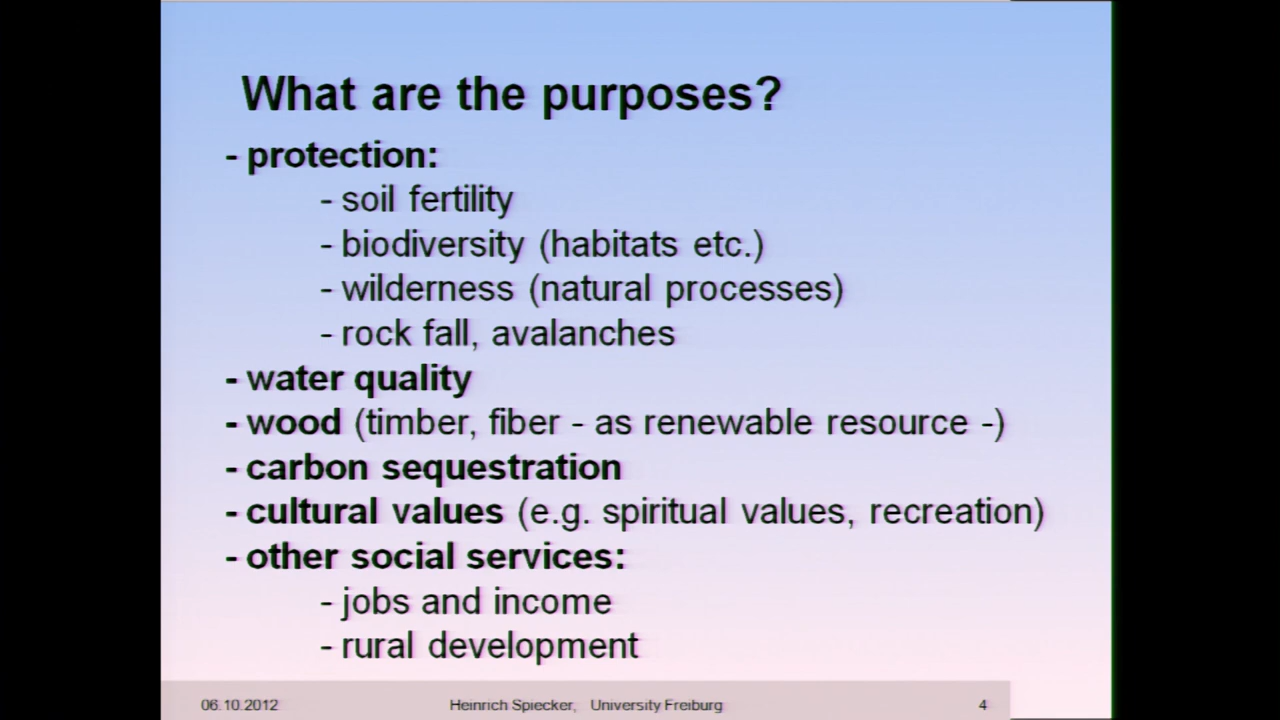 What are the purposes?
- protection:
- soil fertility
- biodiversity (habitats etc.)
- wilderness (natural processes)
- rock fall, avalanches
- water quality
- wood (timber, fiber - as renewable resource -)
- carbon sequestration
- cultural values (e.g. spiritual values, recreation)
- other social services:
- jobs and income
- rural development
06.10.2012 Heinrich Spiecker, University Freiburg 4